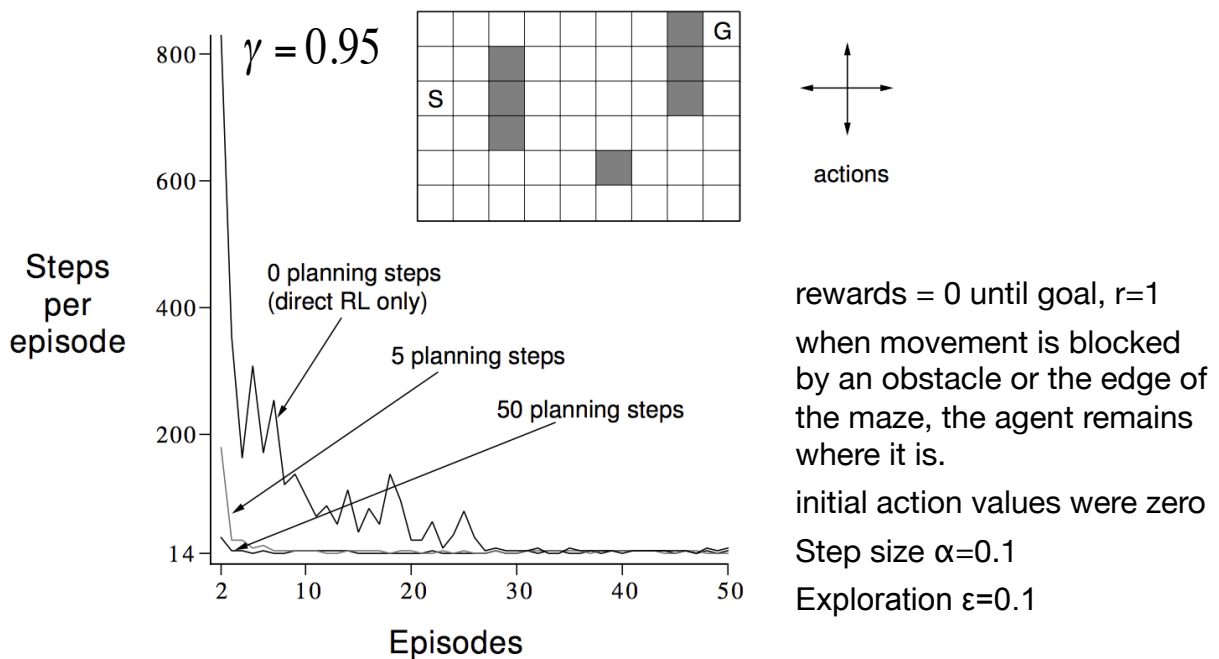 γ = 0.95
G
S
actions
800
600
400
200
14
Steps
per
episode
0 planning steps
(direct RL only)
5 planning steps
50 planning steps
2
10
20
30
40
50
Episodes
rewards = 0 until goal, r=1
when movement is blocked
by an obstacle or the edge of
the maze, the agent remains
where it is.
initial action values were zero
Step size α=0.1
Exploration ε=0.1